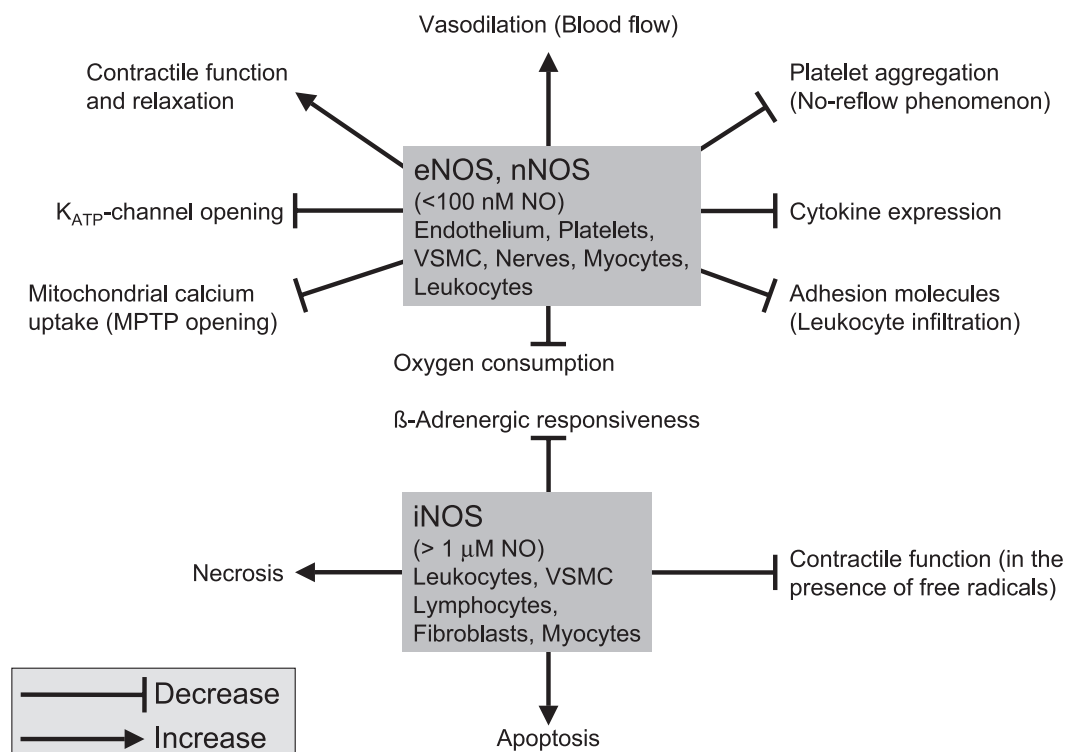 Vasodilation (Blood flow)
Contractile function
and relaxation
Platelet aggregation
(No-reflow phenomenon)
eNOS, nNOS
(<100 nM NO)
Endothelium, Platelets,
VSMC, Nerves, Myocytes,
Leukocytes
KATP-channel opening
Cytokine expression
Mitochondrial calcium
uptake (MPTP opening)
Adhesion molecules
(Leukocyte infiltration)
Oxygen consumption
ß-Adrenergic responsiveness
iNOS
(> 1 μM NO)
Leukocytes, VSMC
Lymphocytes,
Fibroblasts, Myocytes
Necrosis
Contractile function (in the
presence of free radicals)
Apoptosis
Decrease
Increase